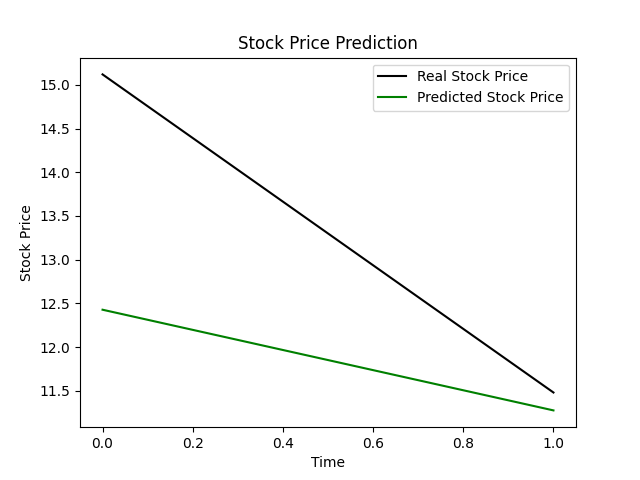 Stock Price Prediction
Real Stock Price
Predicted Stock Price
Stock Price
15.0
14.5
14.0
13.5
13.0
12.5
12.0
11.5
0.0 0.2 0.4 0.6 0.8 1.0
Time